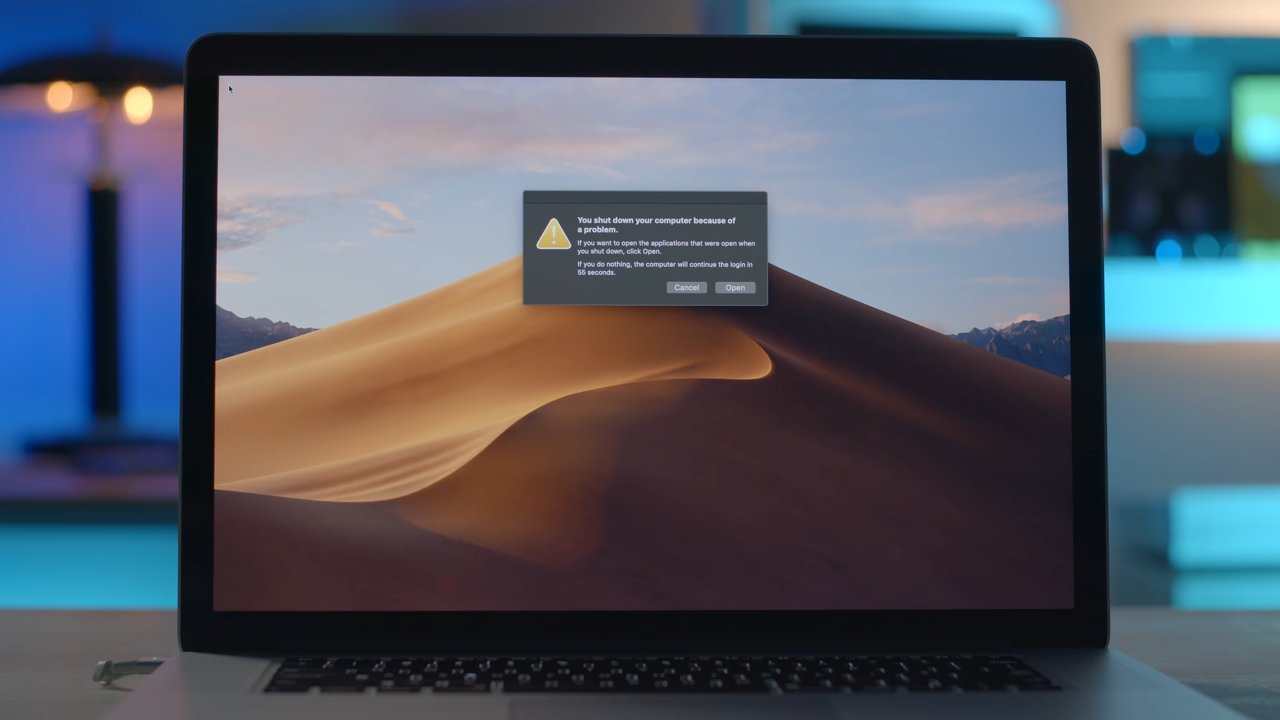 You shut down your computer because of
a problem.
If you want to open the applications that were open when
you shut down, click Open.
If you do nothing, the computer will continue the login in
55 seconds.
Cancel
Open